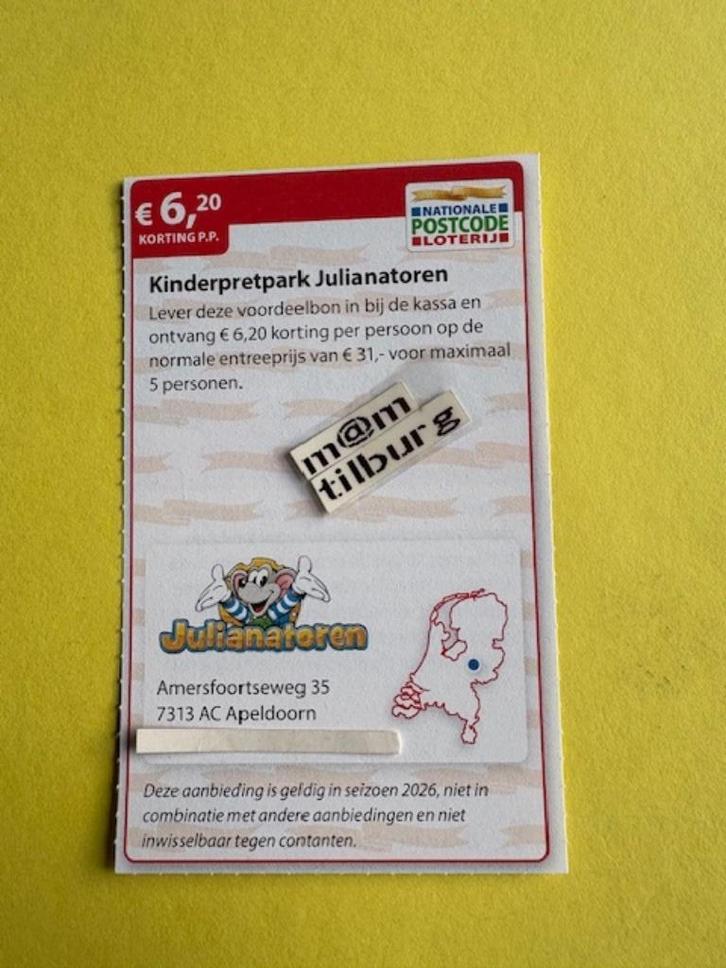 € 6,20
KORTING P.P.
NATIONALE
POSTCODE
LOTERIJ
Kinderpretpark Julianatoren
Lever deze voordeelbon in bij de kassa en
ontvang € 6,20 korting per persoon op de
normale entreeprijs van € 31,- voor maximaal
5 personen.
m@m
tilburg
Julianatoren
Amersfoortseweg 35
7313 AC Apeldoorn
Deze aanbieding is geldig in seizoen 2026, niet in
combinatie met andere aanbiedingen en niet
inwisselbaar tegen contanten.